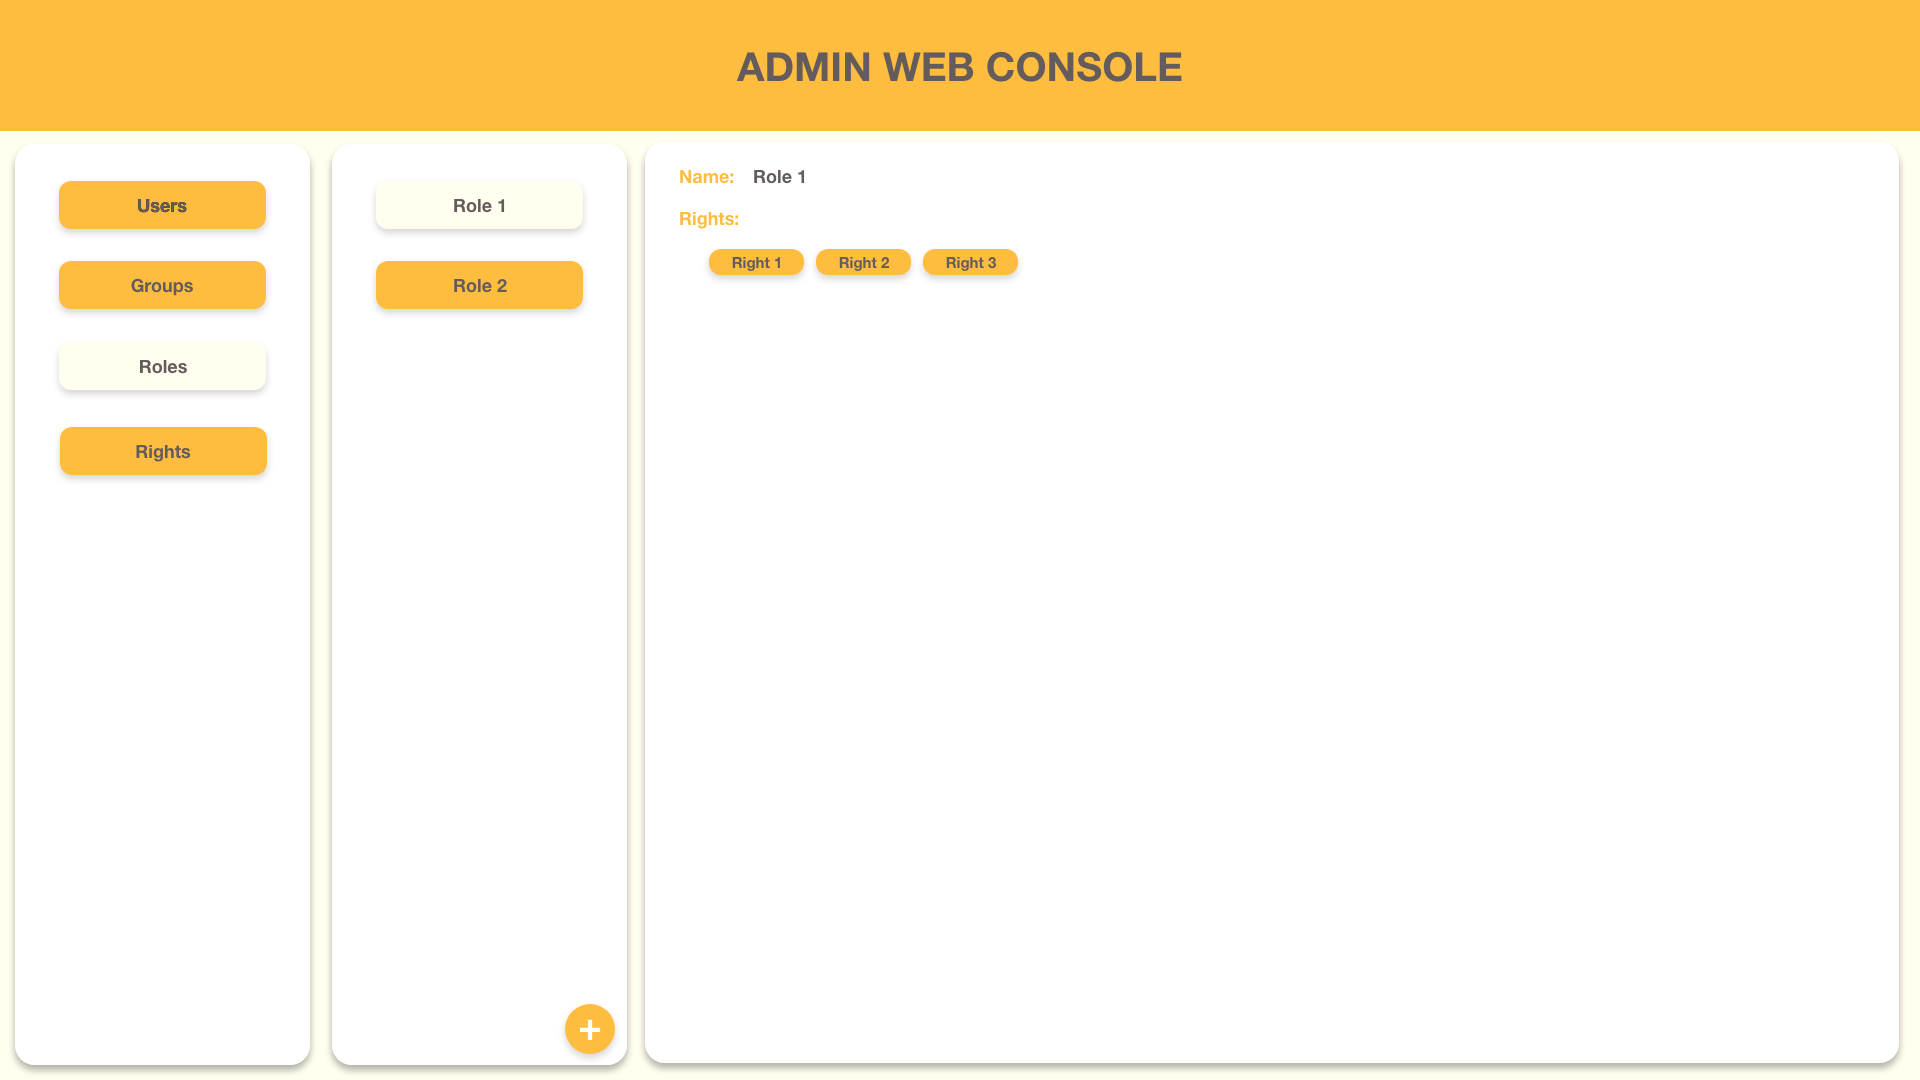 ADMIN WEB CONSOLE
Users
Groups
Roles
Rights
Role 1
Role 2
+
Name: Role 1
Rights:
Right 1 Right 2 Right 3